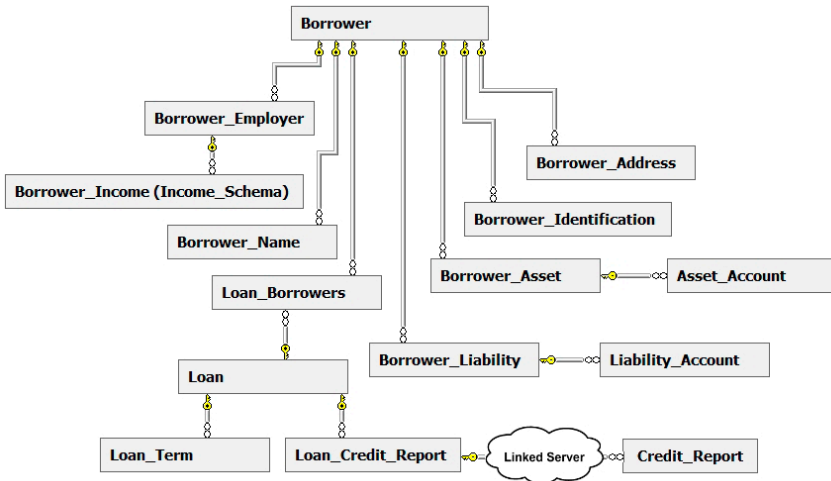 Borrower
Borrower_Employer
Borrower_Address
Borrower_Income (Income_Schema)
Borrower_Identification
Borrower_Name
Borrower_Asset
Asset_Account
Loan_Borrowers
Borrower_Liability
Liability_Account
Loan
Loan_Term
Loan_Credit_Report
Linked Server
Credit_Report